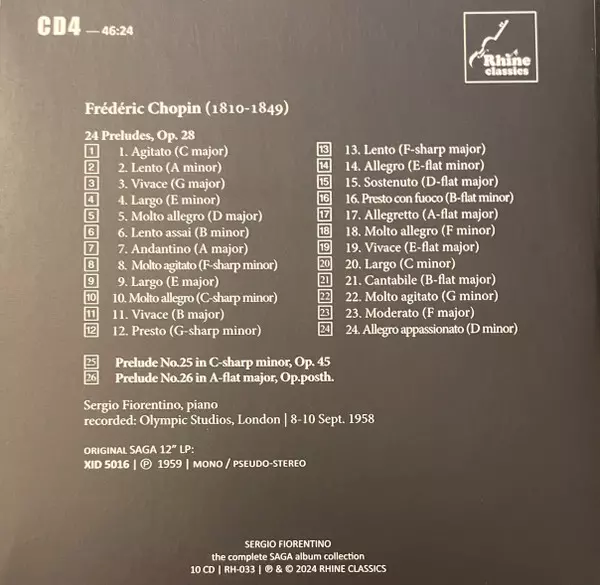 CD4 — 46:24
Rhine
classics
Frédéric Chopin (1810-1849)
24 Preludes, Op. 28
1 1. Agitato (C major)
2 2. Lento (A minor)
3 3. Vivace (G major)
4 4. Largo (E minor)
5 5. Molto allegro (D major)
6 6. Lento assai (B minor)
7 7. Andantino (A major)
8 8. Molto agitato (F-sharp minor)
9 9. Largo (E major)
10 10. Molto allegro (C-sharp minor)
11 11. Vivace (B major)
12 12. Presto (G-sharp minor)
13 13. Lento (F-sharp major)
14 14. Allegro (E-flat minor)
15 15. Sostenuto (D-flat major)
16 16. Presto con fuoco (B-flat minor)
17 17. Allegretto (A-flat major)
18 18. Molto allegro (F minor)
19 19. Vivace (E-flat major)
20 20. Largo (C minor)
21 21. Cantabile (B-flat major)
22 22. Molto agitato (G minor)
23 23. Moderato (F major)
24 24. Allegro appassionato (D minor)
25 Prelude No.25 in C-sharp minor, Op. 45
26 Prelude No.26 in A-flat major, Op.posth.
Sergio Fiorentino, piano
recorded: Olympic Studios, London | 8-10 Sept. 1958
ORIGINAL SAGA 12" LP:
XID 5016 | ℗ 1959 | MONO / PSEUDO-STEREO
SERGIO FIORENTINO
the complete SAGA album collection
10 CD | RH-033 | ℗ & © 2024 RHINE CLASSICS